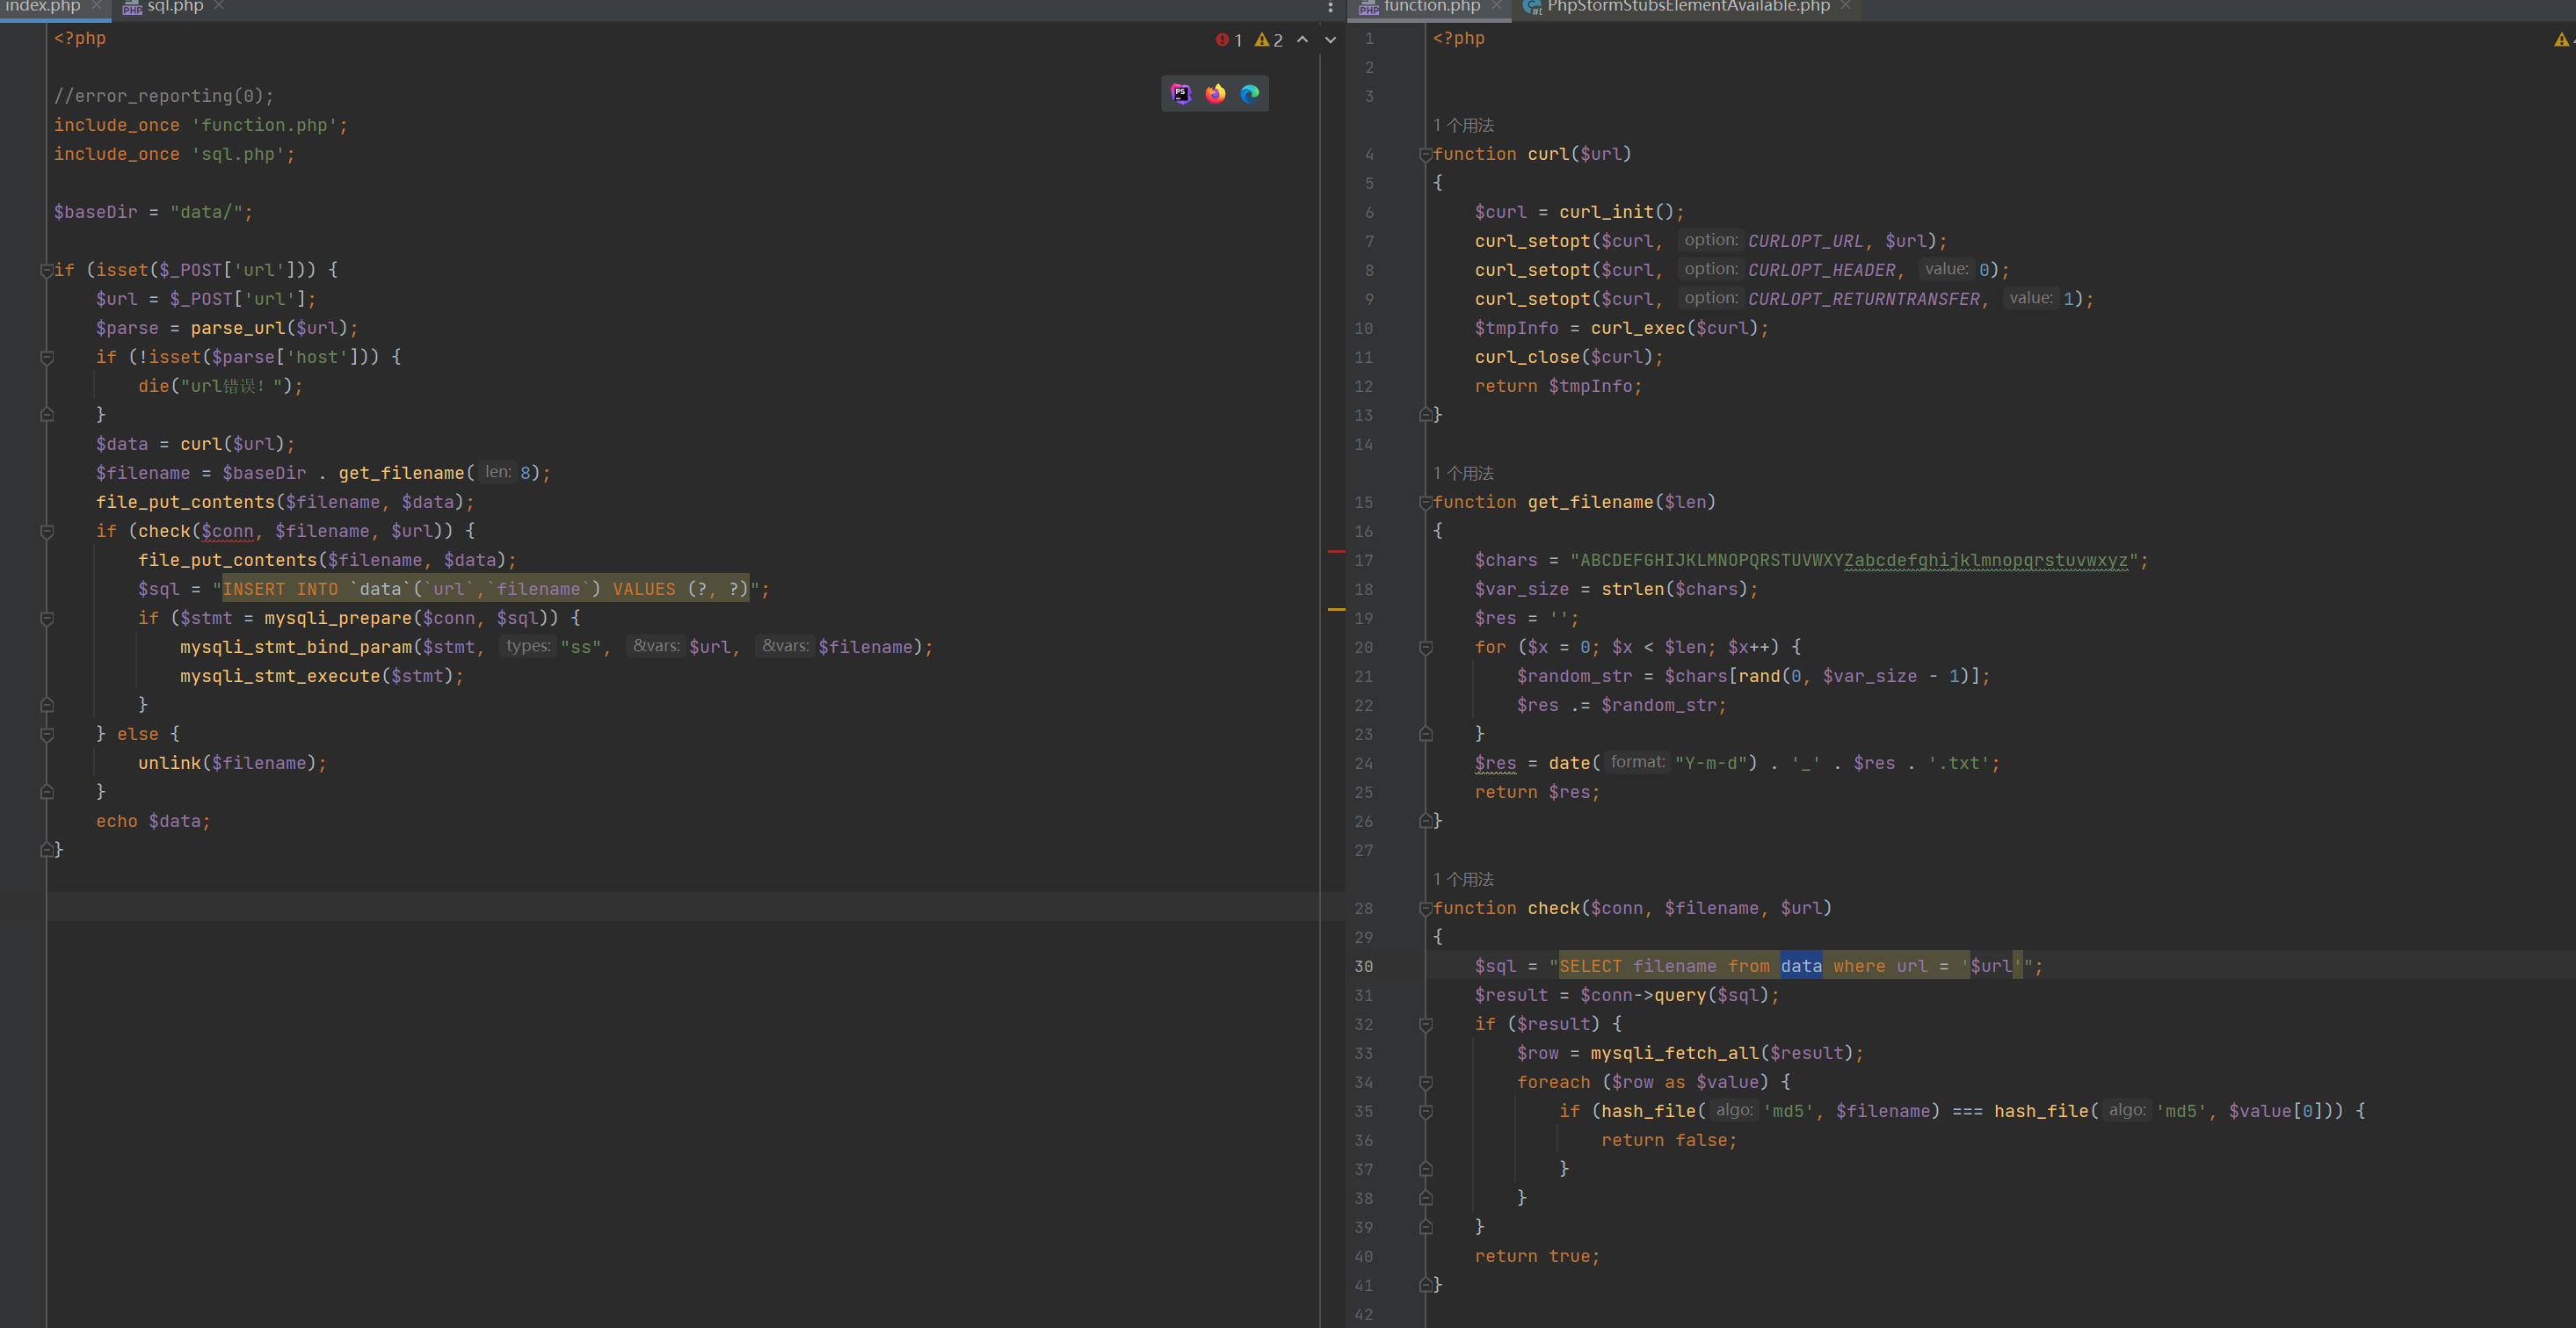 index.php
sql.php
<?php
1 2
//error_reporting(0);
include_once 'function.php';
include_once 'sql.php';
$baseDir = "data/";
if (isset($_POST['url'])) {
$url = $_POST['url'];
$parse = parse_url($url);
if (!isset($parse['host'])) {
die("url错误! ");
}
$data = curl($url);
$filename = $baseDir . get_filename( len: 8);
file_put_contents($filename, $data);
if (check($conn, $filename, $url)) {
file_put_contents($filename, $data);
$sql = "INSERT INTO `data`(`url`,`filename`) VALUES (?, ?)";
if ($stmt = mysqli_prepare($conn, $sql)) {
mysqli_stmt_bind_param($stmt, types: "ss", &vars: $url, &vars: $filename);
mysqli_stmt_execute($stmt);
}
} else {
unlink($filename);
}
echo $data;
}
function.php
PhpStormStubsElementAvailable.php
1 <?php
2
3
1 个用法
4 function curl($url)
5 {
6 $curl = curl_init();
7 curl_setopt($curl, option: CURLOPT_URL, $url);
8 curl_setopt($curl, option: CURLOPT_HEADER, value: 0);
9 curl_setopt($curl, option: CURLOPT_RETURNTRANSFER, value: 1);
10 $tmpInfo = curl_exec($curl);
11 curl_close($curl);
12 return $tmpInfo;
13 }
14
1 个用法
15 function get_filename($len)
16 {
17 $chars = "ABCDEFGHIJKLMNOPQRSTUVWXYZabcdefghijklmnopqrstuvwxyz";
18 $var_size = strlen($chars);
19 $res = '';
20 for ($x = 0; $x < $len; $x++) {
21 $random_str = $chars[rand(0, $var_size - 1)];
22 $res .= $random_str;
23 }
24 $res = date( format: "Y-m-d") . '_' . $res . '.txt';
25 return $res;
26 }
27
1 个用法
28 function check($conn, $filename, $url)
29 {
30 $sql = "SELECT filename from data where url = '$url'";
31 $result = $conn->query($sql);
32 if ($result) {
33 $row = mysqli_fetch_all($result);
34 foreach ($row as $value) {
35 if (hash_file( algo: 'md5', $filename) === hash_file( algo: 'md5', $value[0])) {
36 return false;
37 }
38 }
39 }
40 return true;
41 }
42